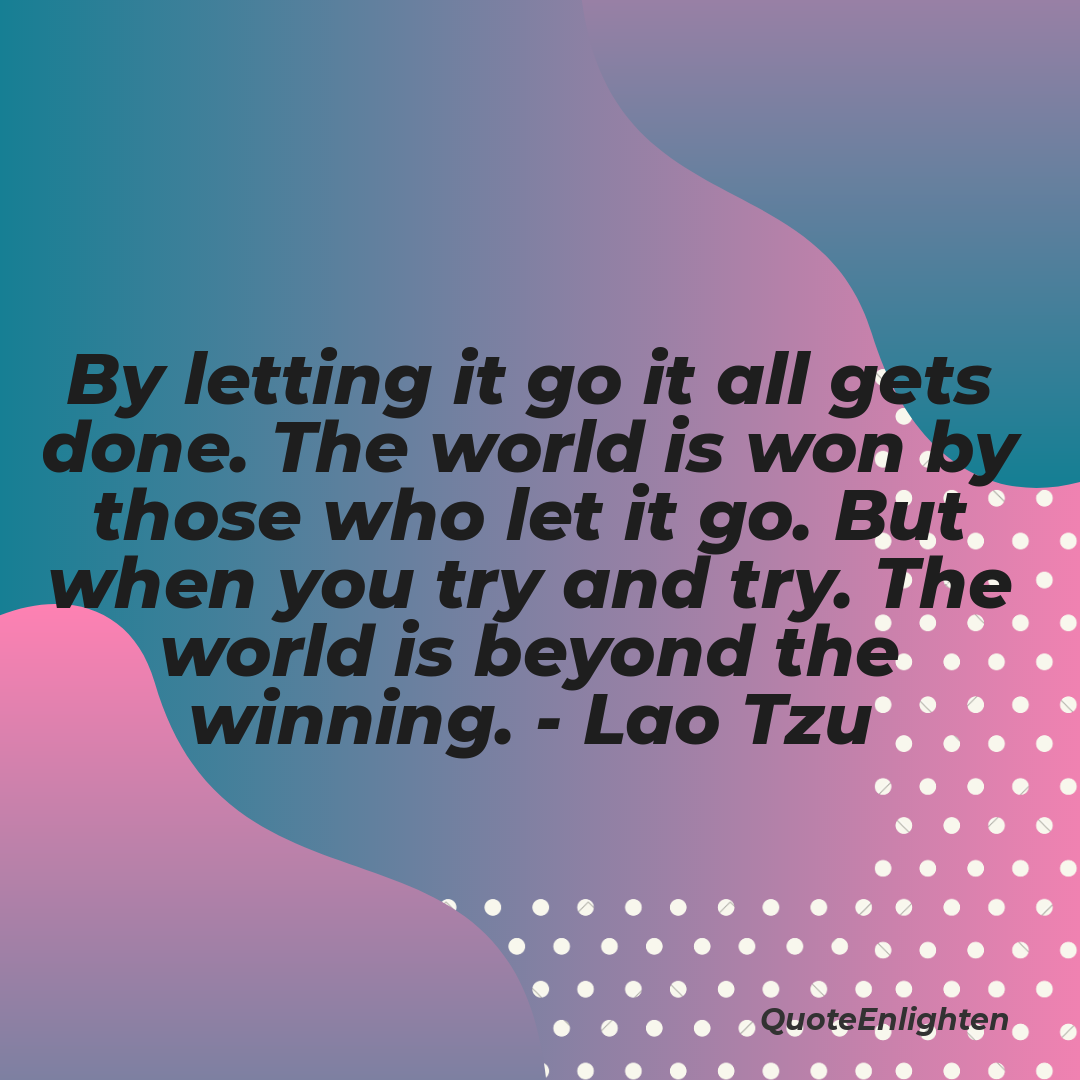 By letting it go it all gets
done. The world is won by
those who let it go. But
when you try and try. The
world is beyond the
winning. - Lao Tzu
QuoteEnlighten